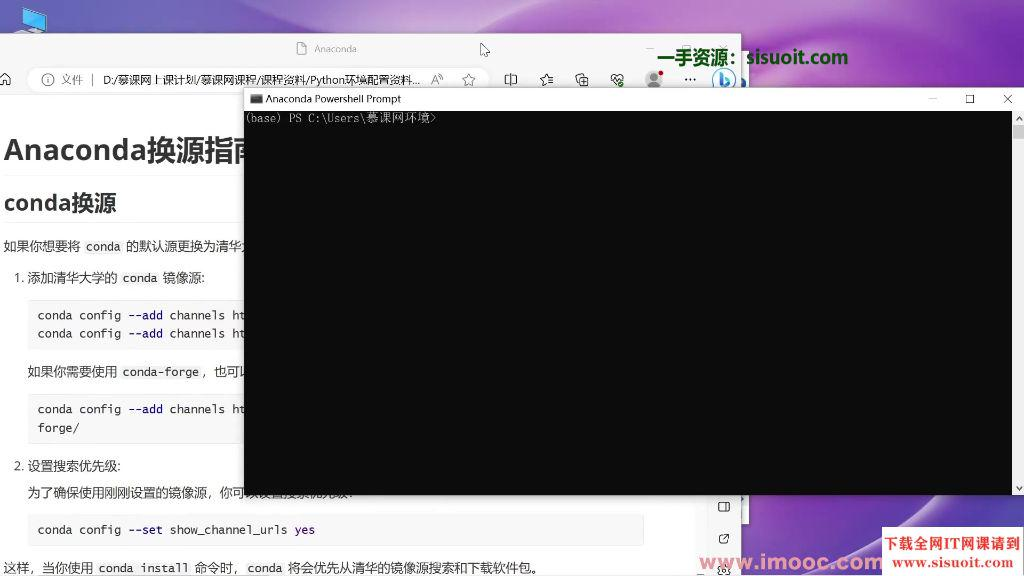 Anaconda
一手资源：sisuoit.com
文件 | D:/慕课网上课计划/慕课网课程/课程资料/Python环境配置资料...
Anaconda Powershell Prompt
(base) PS C:\Users\慕课网环境>
Anaconda换源指南
conda换源
如果你想要将 conda 的默认源更换为清华大
1. 添加清华大学的 conda 镜像源:
conda config --add channels ht
conda config --add channels ht
如果你需要使用 conda-forge，也可以
conda config --add channels ht
forge/
2. 设置搜索优先级:
为了确保使用刚刚设置的镜像源，你可以设置搜索优先级:
conda config --set show_channel_urls yes
这样，当你使用 conda install 命令时，conda 将会优先从清华的镜像源搜索和下载软件包。
www.imooc.com
下载全网IT网课请到
www.sisuoit.com